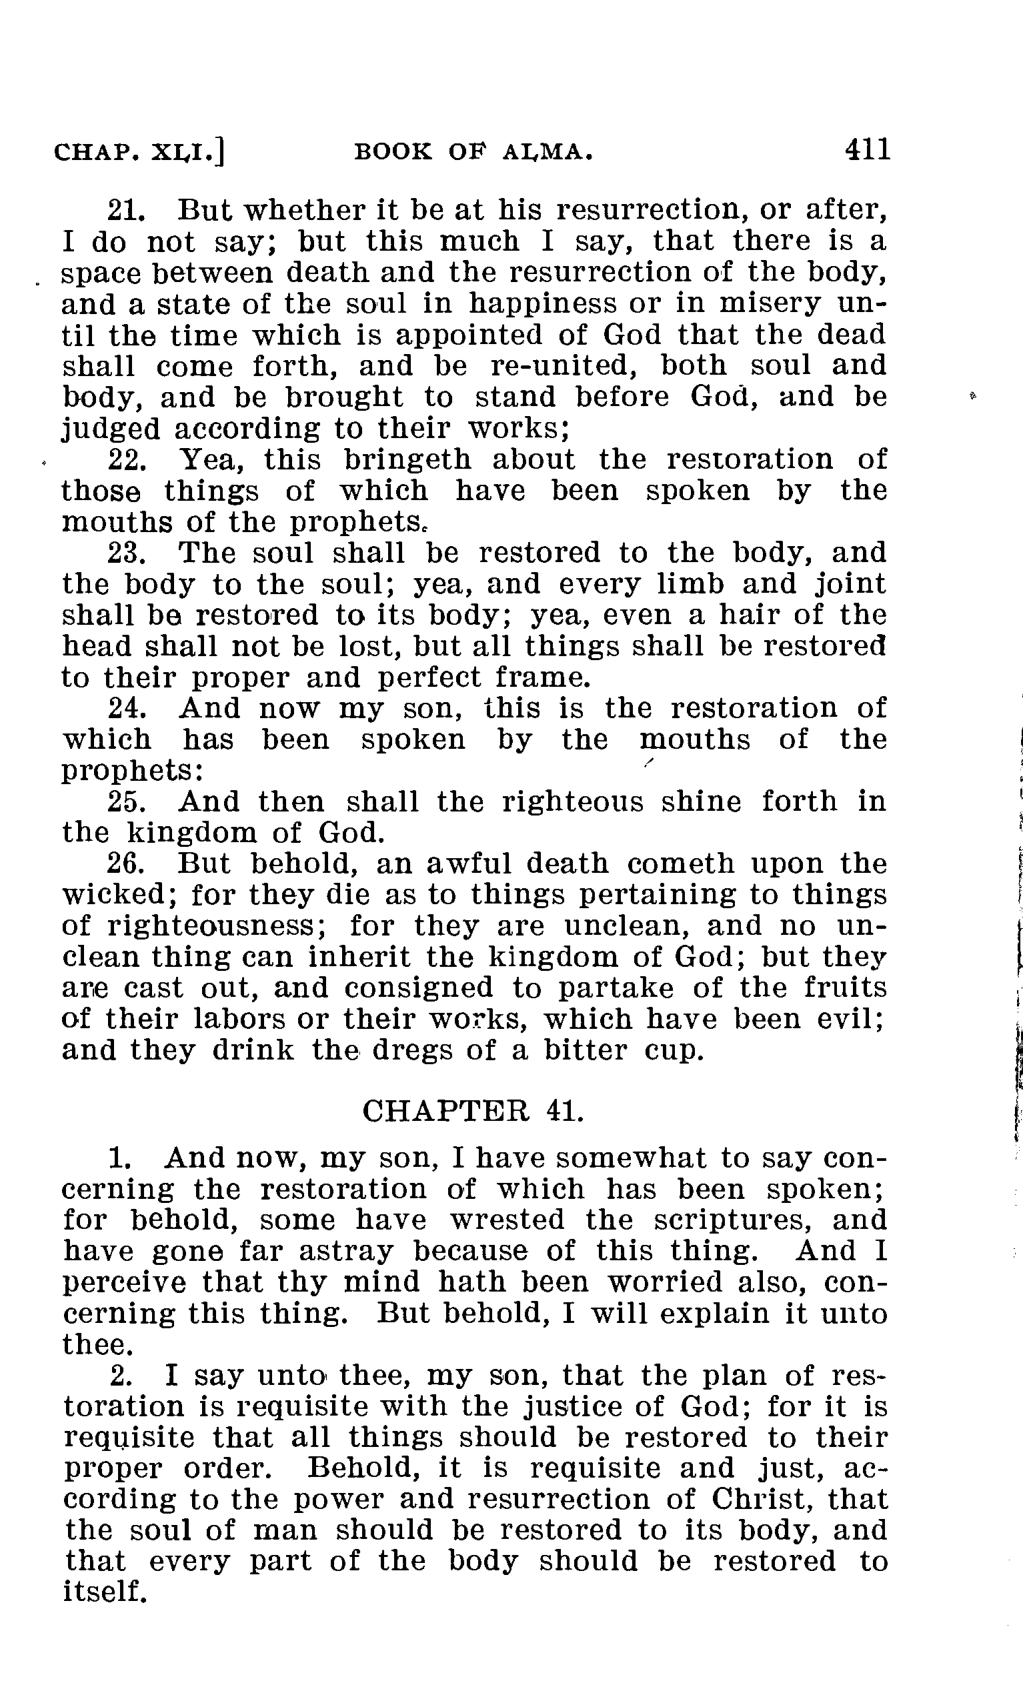 CHAP. XLI.] BOOK OF ALMA. 411
21. But whether it be at his resurrection, or after,
I do not say; but this much I say, that there is a
space between death and the resurrection of the body,
and a state of the soul in happiness or in misery un-
til the time which is appointed of God that the dead
shall come forth, and be re-united, both soul and
body, and be brought to stand before God, and be
judged according to their works;
22. Yea, this bringeth about the restoration of
those things of which have been spoken by the
mouths of the prophets.
23. The soul shall be restored to the body, and
the body to the soul; yea, and every limb and joint
shall be restored to its body; yea, even a hair of the
head shall not be lost, but all things shall be restored
to their proper and perfect frame.
24. And now my son, this is the restoration of
which has been spoken by the mouths of the
prophets:
25. And then shall the righteous shine forth in
the kingdom of God.
26. But behold, an awful death cometh upon the
wicked; for they die as to things pertaining to things
of righteousness; for they are unclean, and no un-
clean thing can inherit the kingdom of God; but they
are cast out, and consigned to partake of the fruits
of their labors or their works, which have been evil;
and they drink the dregs of a bitter cup.
CHAPTER 41.
1. And now, my son, I have somewhat to say con-
cerning the restoration of which has been spoken;
for behold, some have wrested the scriptures, and
have gone far astray because of this thing. And I
perceive that thy mind hath been worried also, con-
cerning this thing. But behold, I will explain it unto
thee.
2. I say unto thee, my son, that the plan of res-
toration is requisite with the justice of God; for it is
requisite that all things should be restored to their
proper order. Behold, it is requisite and just, ac-
cording to the power and resurrection of Christ, that
the soul of man should be restored to its body, and
that every part of the body should be restored to
itself.